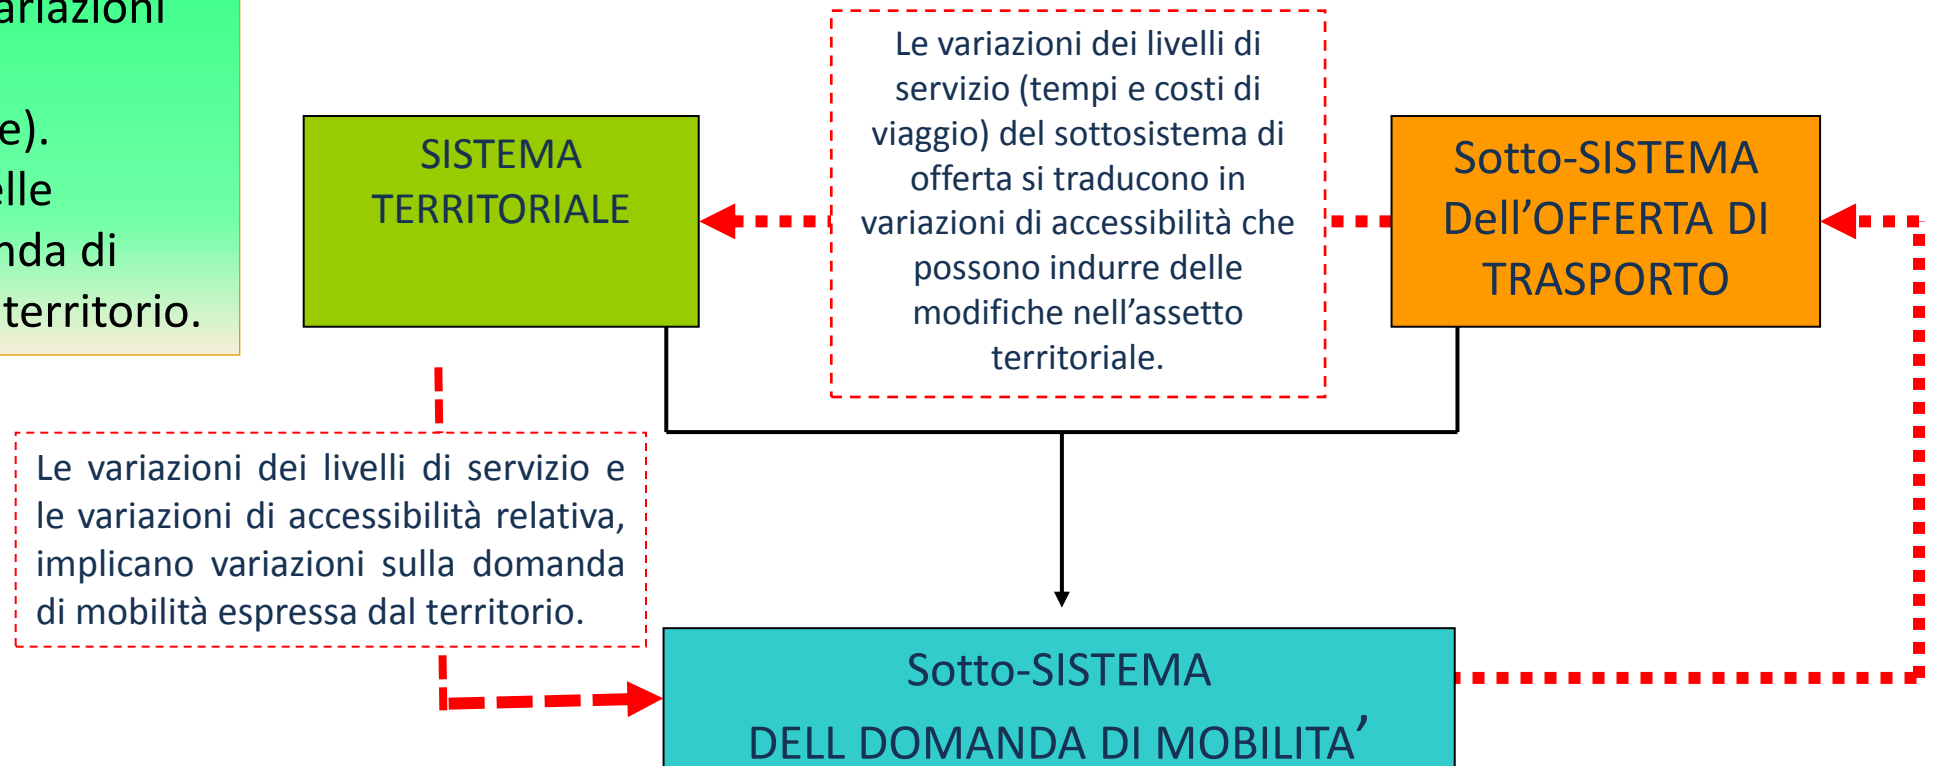 ariazioni
e).
elle
nda di
territorio.
SISTEMA
TERRITORIALE
Le variazioni dei livelli di
servizio (tempi e costi di
viaggio) del sottosistema di
offerta si traducono in
variazioni di accessibilità che
possono indurre delle
modifiche nell’assetto
territoriale.
Sotto-SISTEMA
Dell’OFFERTA DI
TRASPORTO
Le variazioni dei livelli di servizio e
le variazioni di accessibilità relativa,
implicano variazioni sulla domanda
di mobilità espressa dal territorio.
Sotto-SISTEMA
DELL DOMANDA DI MOBILITA’